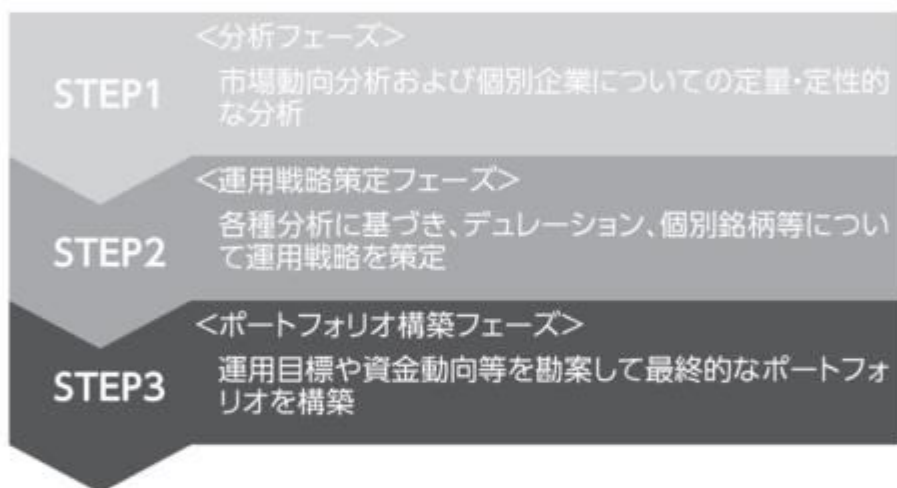 <分析フェーズ>
STEP1
市場動向分析および個別企業についての定量・定性的
な分析
<運用戦略策定フェーズ>
STEP2
各種分析に基づき、デュレーション、個別銘柄等につい
て運用戦略を策定
<ポートフォリオ構築フェーズ>
STEP3
運用目標や資金動向等を勘案して最終的なポートフォ
リオを構築